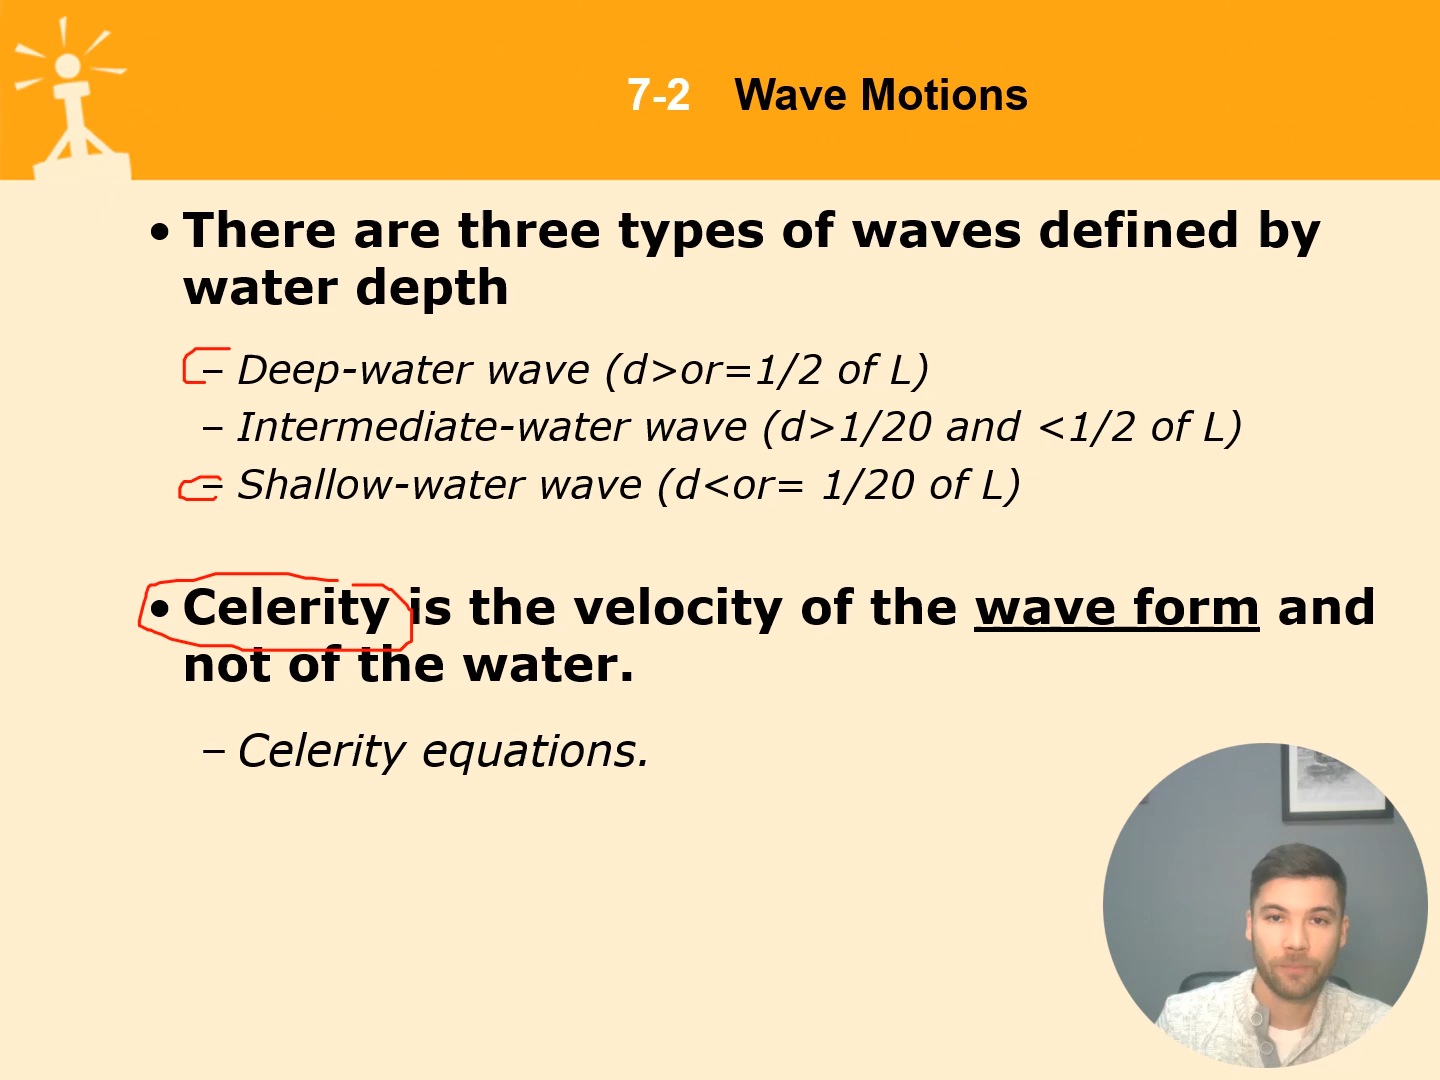 7-2 Wave Motions
• There are three types of waves defined by
water depth
– Deep-water wave (d>or=1/2 of L)
– Intermediate-water wave (d>1/20 and <1/2 of L)
– Shallow-water wave (d<or= 1/20 of L)
• Celerity is the velocity of the wave form and
not of the water.
– Celerity equations.